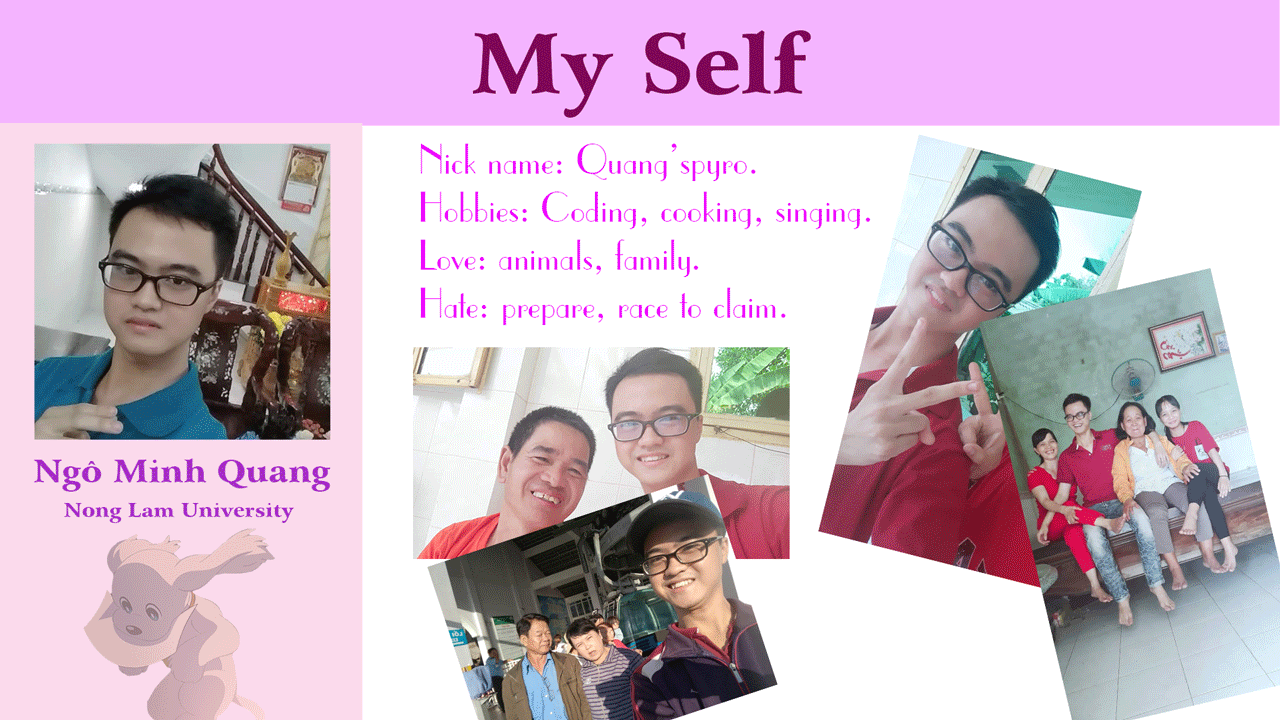 My Self
Ngô Minh Quang
Nong Lam University
Nick name: Quang'spyro.
Hobbies: Coding, cooking, singing.
Love: animals, family.
Hate: prepare, race to claim.